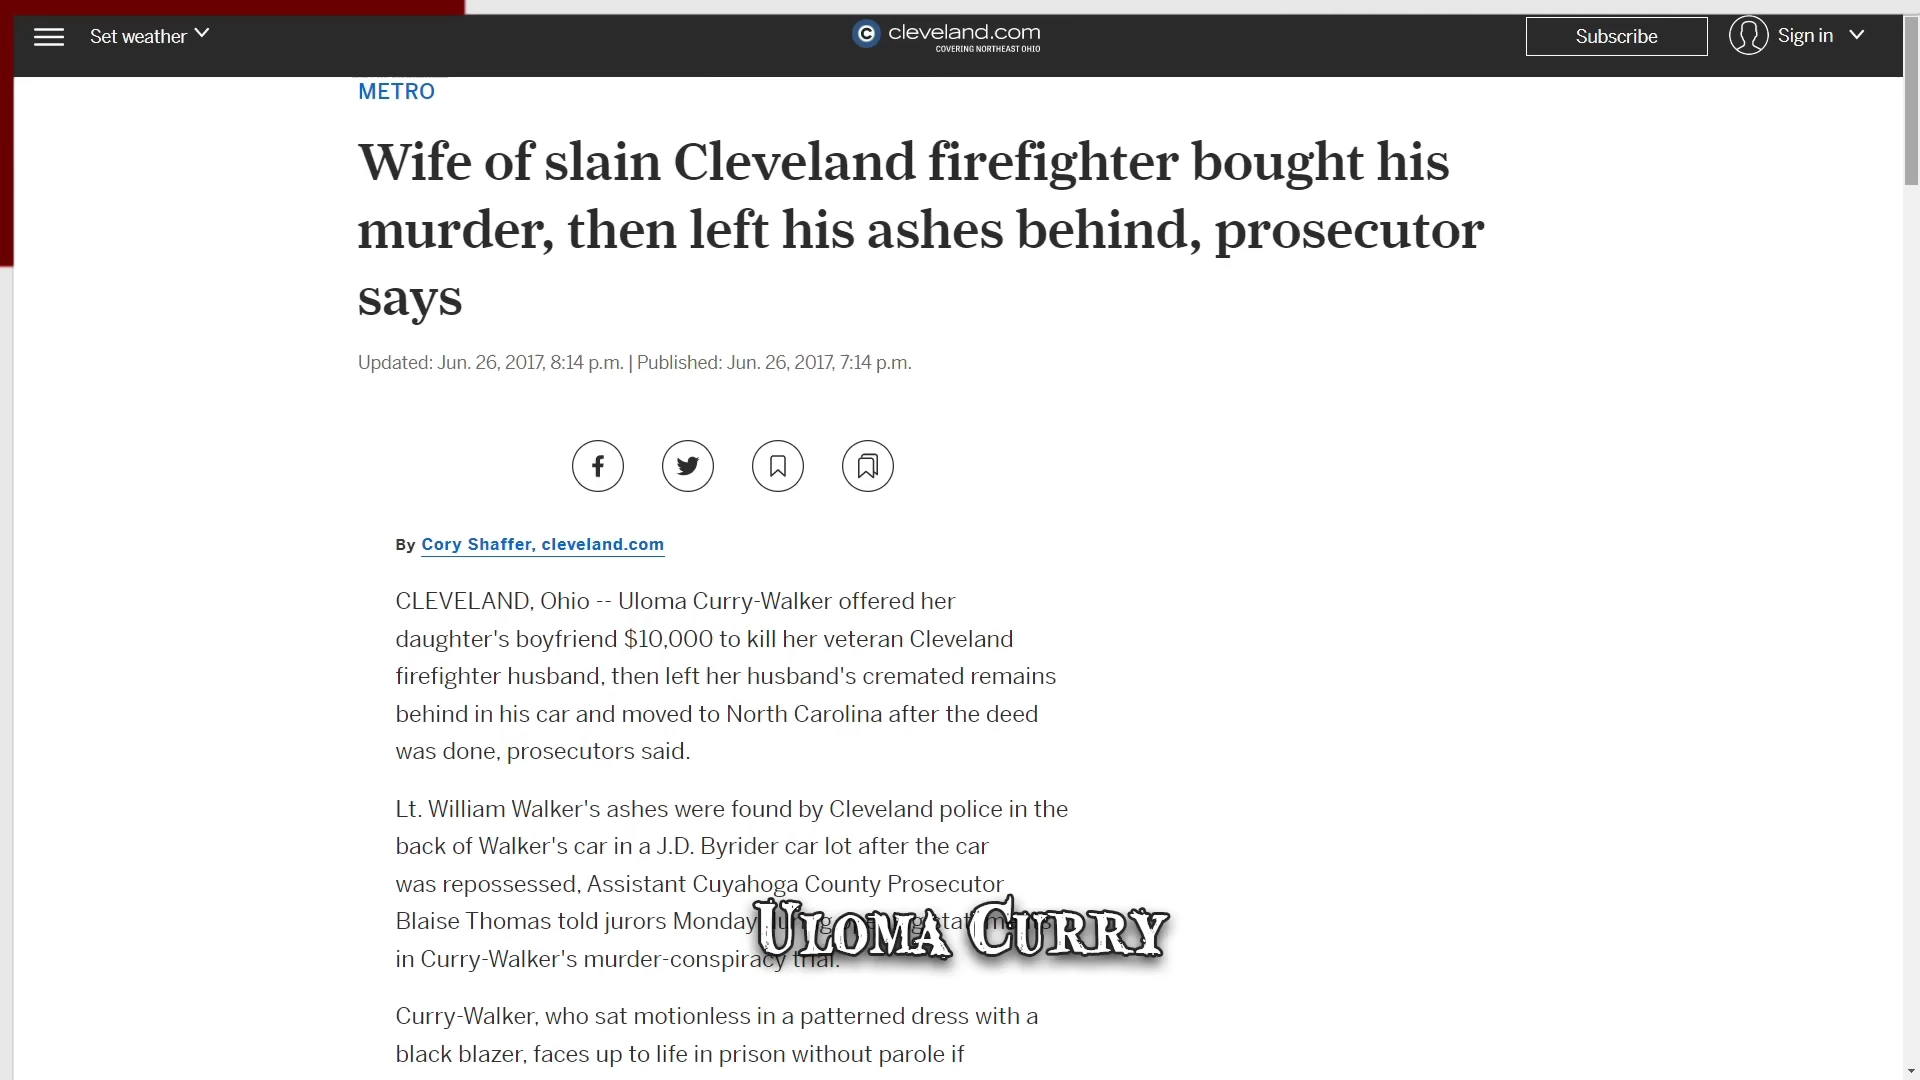 Set weather
cleveland.com
COVERING NORTHEAST OHIO
Subscribe
Sign in
METRO
Wife of slain Cleveland firefighter bought his
murder, then left his ashes behind, prosecutor
says
Updated: Jun. 26, 2017, 8:14 p.m. | Published: Jun. 26, 2017, 7:14 p.m.
By Cory Shaffer, cleveland.com
CLEVELAND, Ohio -- Uloma Curry-Walker offered her
daughter's boyfriend $10,000 to kill her veteran Cleveland
firefighter husband, then left her husband's cremated remains
behind in his car and moved to North Carolina after the deed
was done, prosecutors said.
Lt. William Walker's ashes were found by Cleveland police in the
back of Walker's car in a J.D. Byrider car lot after the car
was repossessed, Assistant Cuyahoga County Prosecutor
Blaise Thomas told jurors Monday
in Curry-Walker's murder-conspiracy trial.
ULOMA CURRY
Curry-Walker, who sat motionless in a patterned dress with a
black blazer, faces up to life in prison without parole if